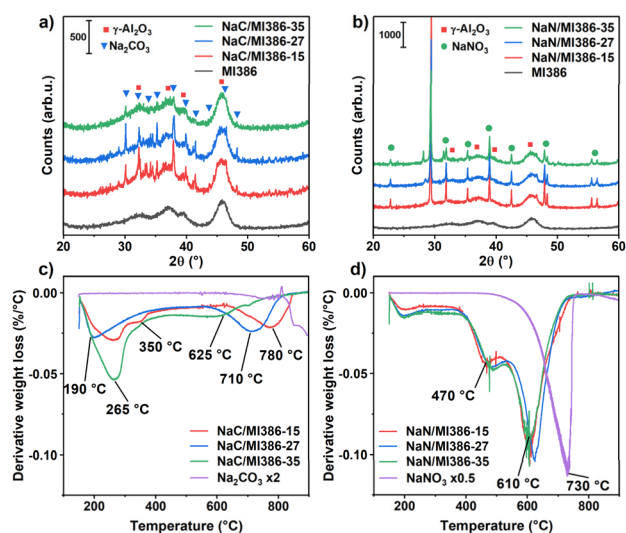 a)
500
γ-Al₂O₃
Na₂CO₃
NaC/MI386-35
NaC/MI386-27
NaC/MI386-15
MI386
Counts (arb.u.)
20 30 40 50 60
2θ (°)
b)
1000
γ-Al₂O₃
NaNO₃
NaN/MI386-35
NaN/MI386-27
NaN/MI386-15
MI386
Counts (arb.u.)
20 30 40 50 60
2θ (°)
c)
Derivative weight loss (%/°C)
0.00
-0.05
-0.10
190 °C
265 °C
350 °C
625 °C
710 °C
780 °C
NaC/MI386-15
NaC/MI386-27
NaC/MI386-35
Na₂CO₃ x2
200 400 600 800
Temperature (°C)
d)
Derivative weight loss (%/°C)
0.00
-0.05
-0.10
470 °C
610 °C
730 °C
NaN/MI386-15
NaN/MI386-27
NaN/MI386-35
NaNO₃ x0.5
200 400 600 800
Temperature (°C)